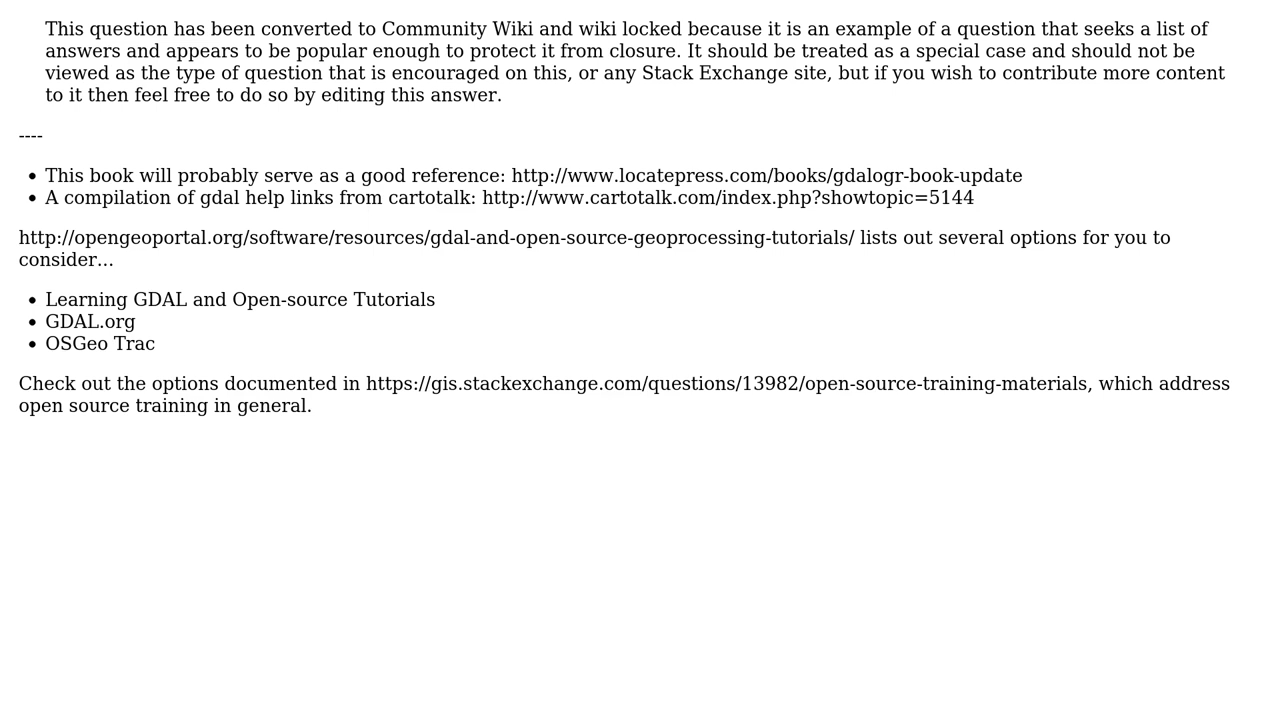 This question has been converted to Community Wiki and wiki locked because it is an example of a question that seeks a list of
answers and appears to be popular enough to protect it from closure. It should be treated as a special case and should not be
viewed as the type of question that is encouraged on this, or any Stack Exchange site, but if you wish to contribute more content
to it then feel free to do so by editing this answer.
----
• This book will probably serve as a good reference: http://www.locatepress.com/books/gdalogr-book-update
• A compilation of gdal help links from cartotalk: http://www.cartotalk.com/index.php?showtopic=5144
http://opengeoportal.org/software/resources/gdal-and-open-source-geoprocessing-tutorials/ lists out several options for you to
consider...
• Learning GDAL and Open-source Tutorials
• GDAL.org
• OSGeo Trac
Check out the options documented in https://gis.stackexchange.com/questions/13982/open-source-training-materials, which address
open source training in general.